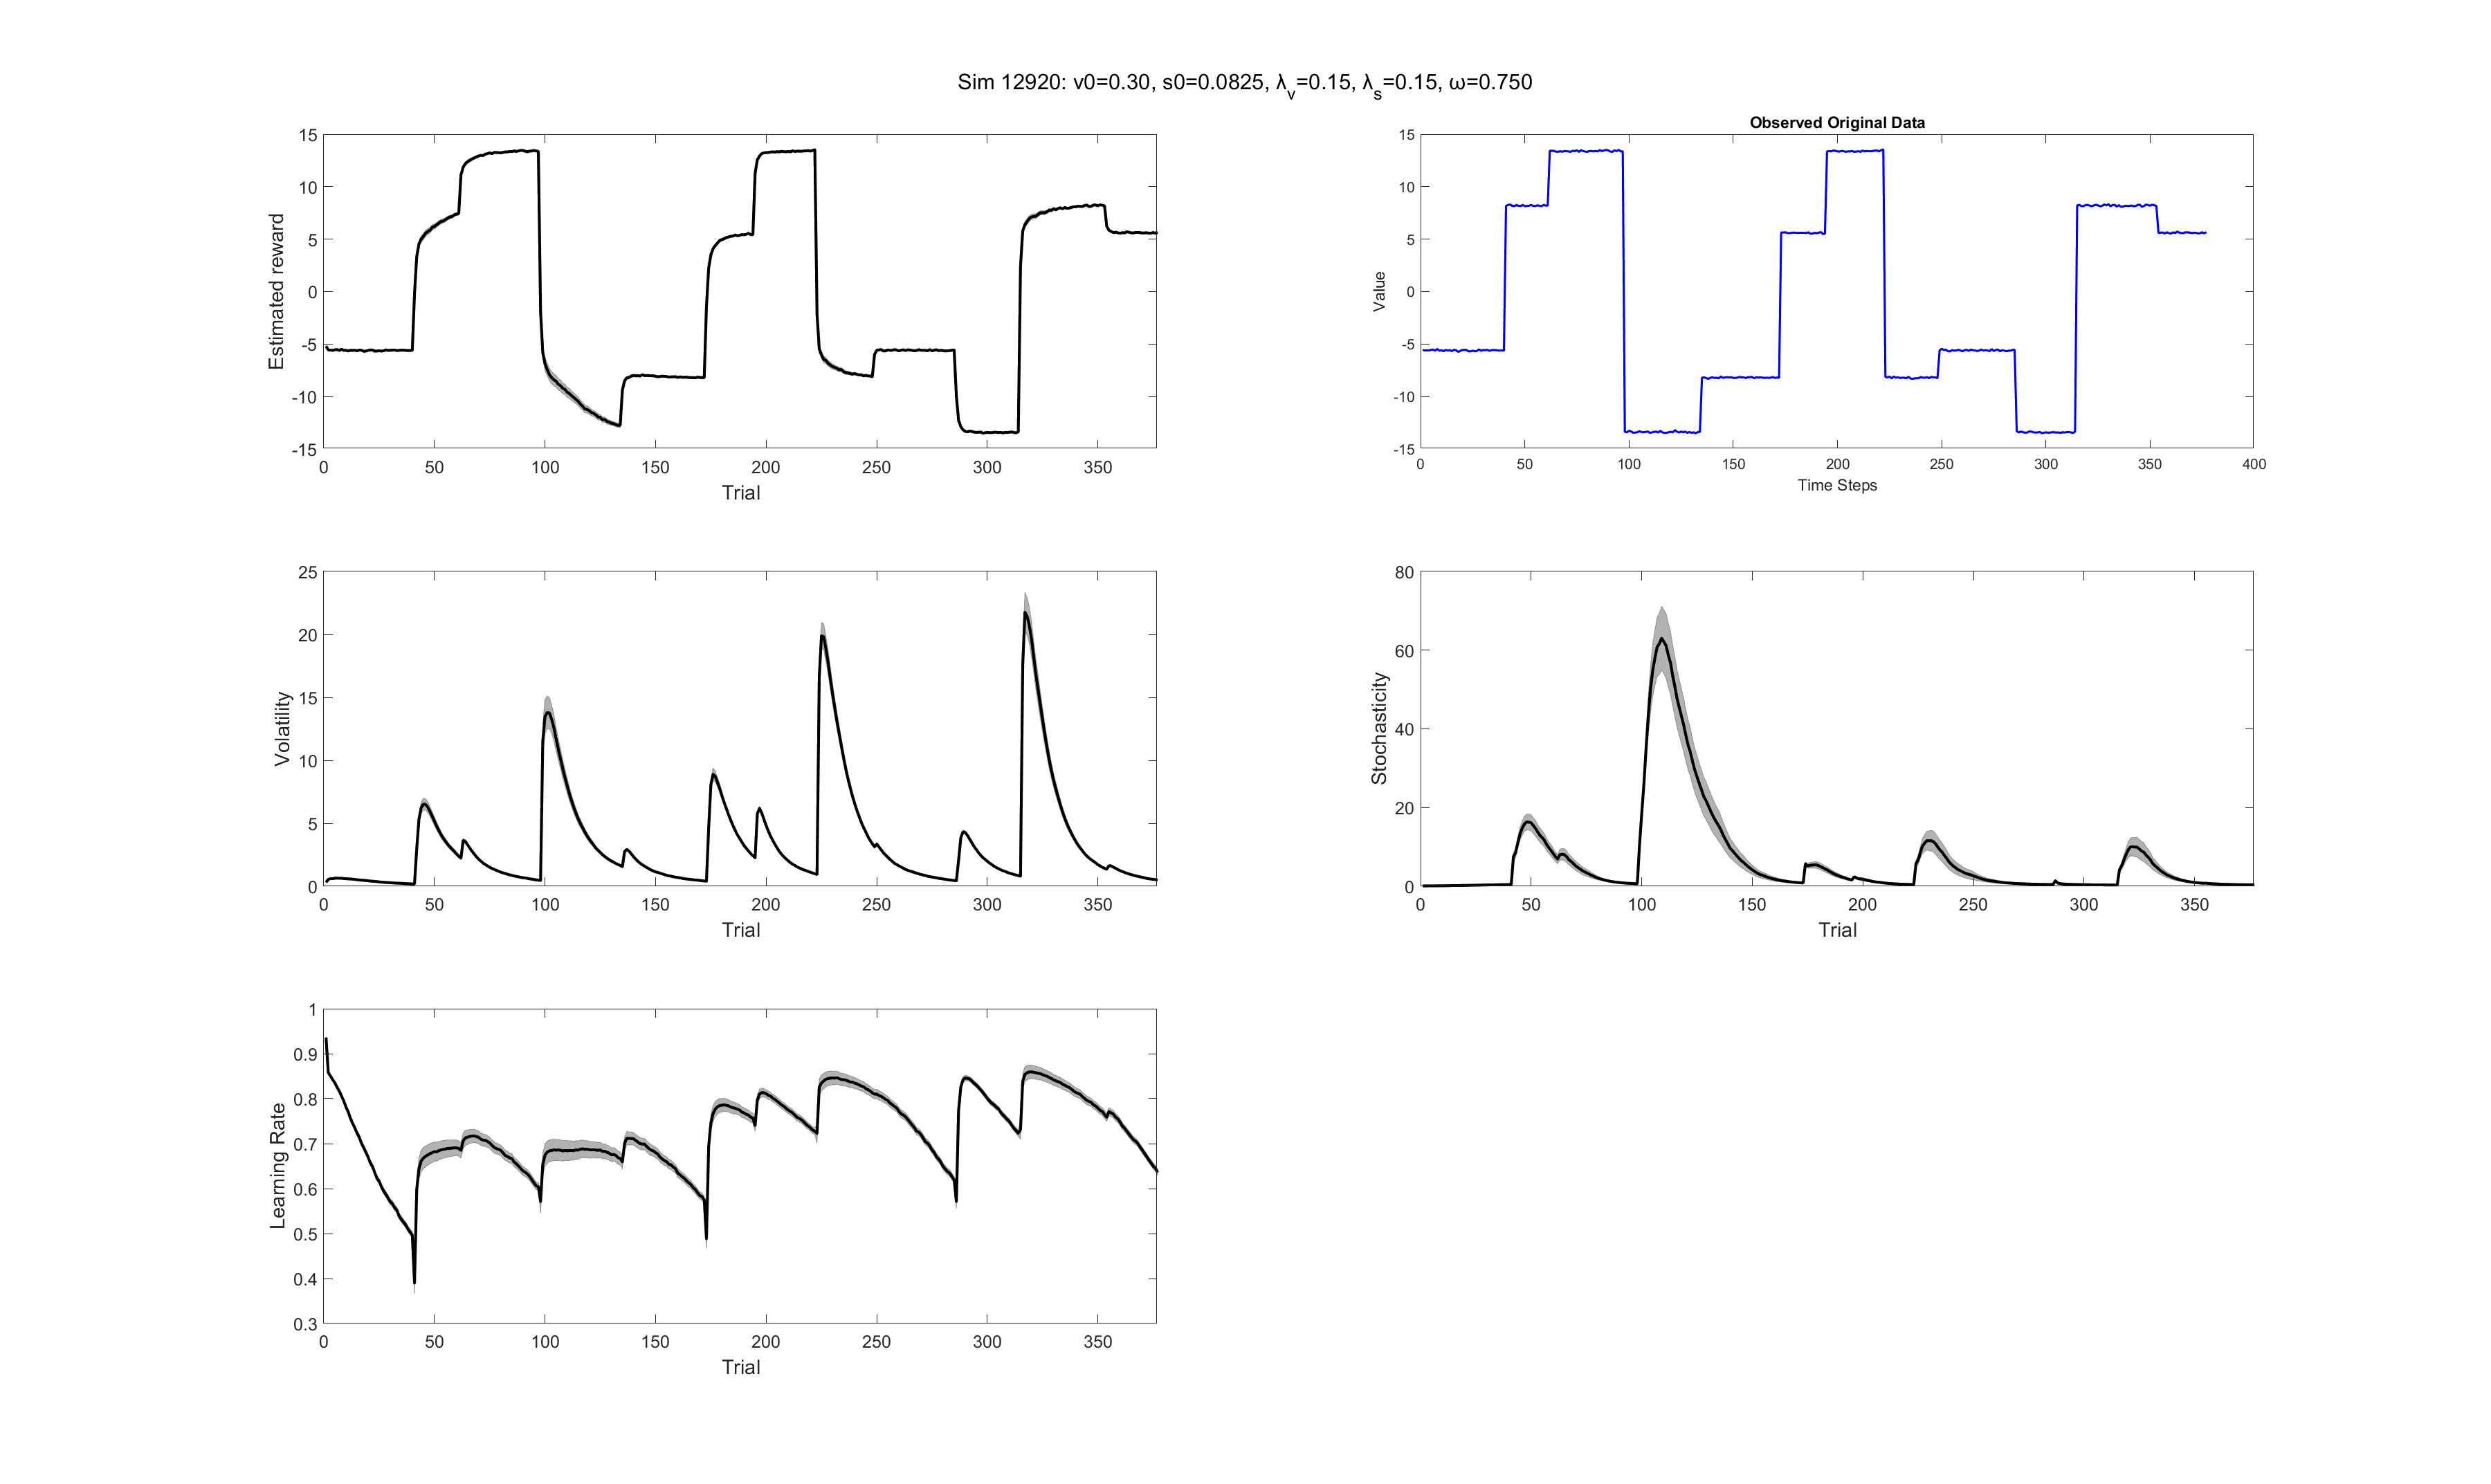 Sim 12920: v0=0.30, s0=0.0825, λv=0.15, λs=0.15, ω=0.750
Estimated reward
15
10
5
0
-5
-10
-15
0 50 100 150 200 250 300 350
Trial
Observed Original Data
Value
15
10
5
0
-5
-10
-15
0 50 100 150 200 250 300 350 400
Time Steps
Volatility
25
20
15
10
5
0
0 50 100 150 200 250 300 350
Trial
Stochasticity
80
60
40
20
0
0 50 100 150 200 250 300 350
Trial
Learning Rate
1
0.9
0.8
0.7
0.6
0.5
0.4
0.3
0 50 100 150 200 250 300 350
Trial